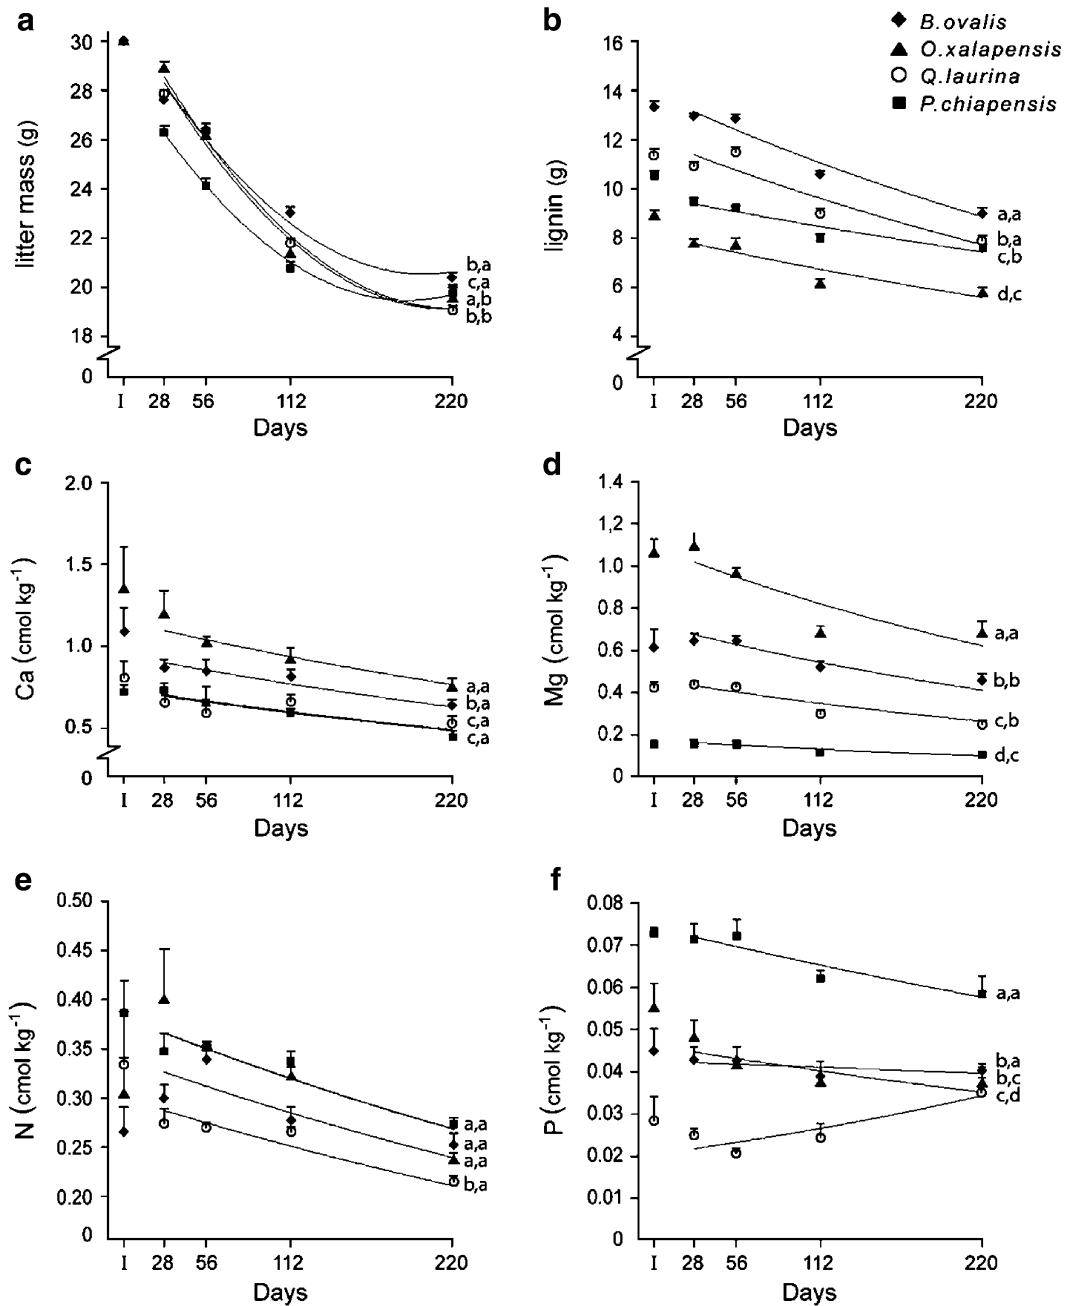 a
litter mass (g)
30
28
26
24
22
20
18
0
b,a
c,a
a,b
b,b
I 28 56 112 220
Days
b
B.ovalis
O.xalapensis
Q.laurina
P.chiapensis
lignin (g)
16
14
12
10
8
6
4
0
a,a
b,a
c,b
d,c
I 28 56 112 220
Days
c
Ca (cmol kg-1)
2.0
1.5
1.0
0.5
0
a,a
b,a
c,a
c,a
I 28 56 112 220
Days
d
Mg (cmol kg-1)
1.4
1,2
1.0
0.8
0.6
0.4
0.2
0
a,a
b,b
c,b
d,c
I 28 56 112 220
Days
e
N (cmol kg-1)
0.50
0.45
0.40
0.35
0.30
0.25
0.20
0
a,a
a,a
a,a
b,a
I 28 56 112 220
Days
f
P (cmol kg-1)
0.08
0.07
0.06
0.05
0.04
0.03
0.02
0.01
0
a,a
b,a
b,c
c,d
I 28 56 112 220
Days